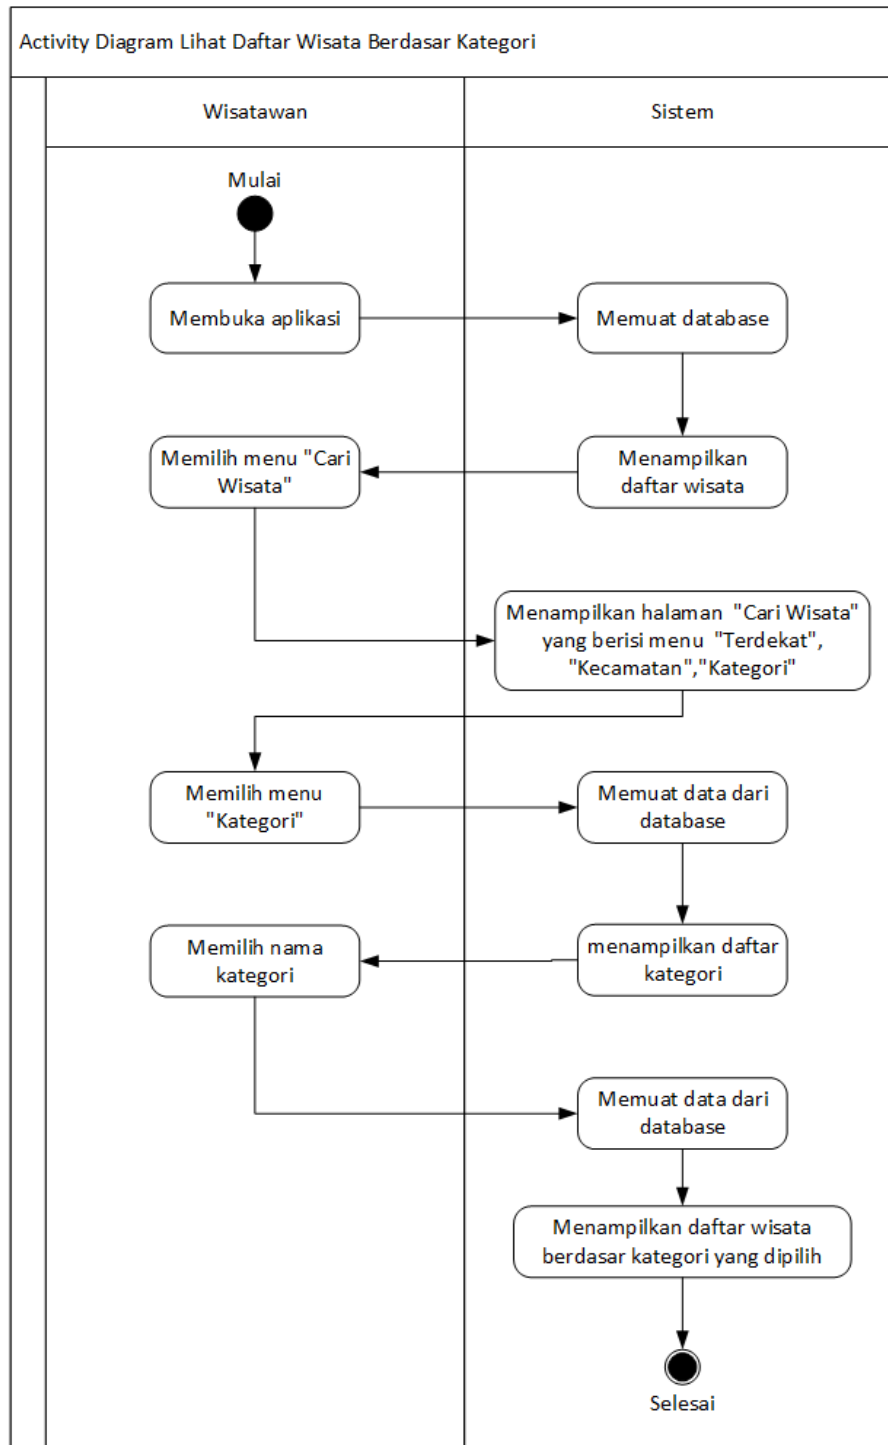 Activity Diagram Lihat Daftar Wisata Berdasar Kategori
Wisatawan
Sistem
Mulai
Membuka aplikasi
Memuat database
Menampilkan
daftar wisata
Memilih menu "Cari
Wisata"
Menampilkan halaman  "Cari Wisata"
yang berisi menu  "Terdekat",
"Kecamatan","Kategori"
Memilih menu
"Kategori"
Memuat data dari
database
menampilkan daftar
kategori
Memilih nama
kategori
Memuat data dari
database
Menampilkan daftar wisata
berdasar kategori yang dipilih
Selesai